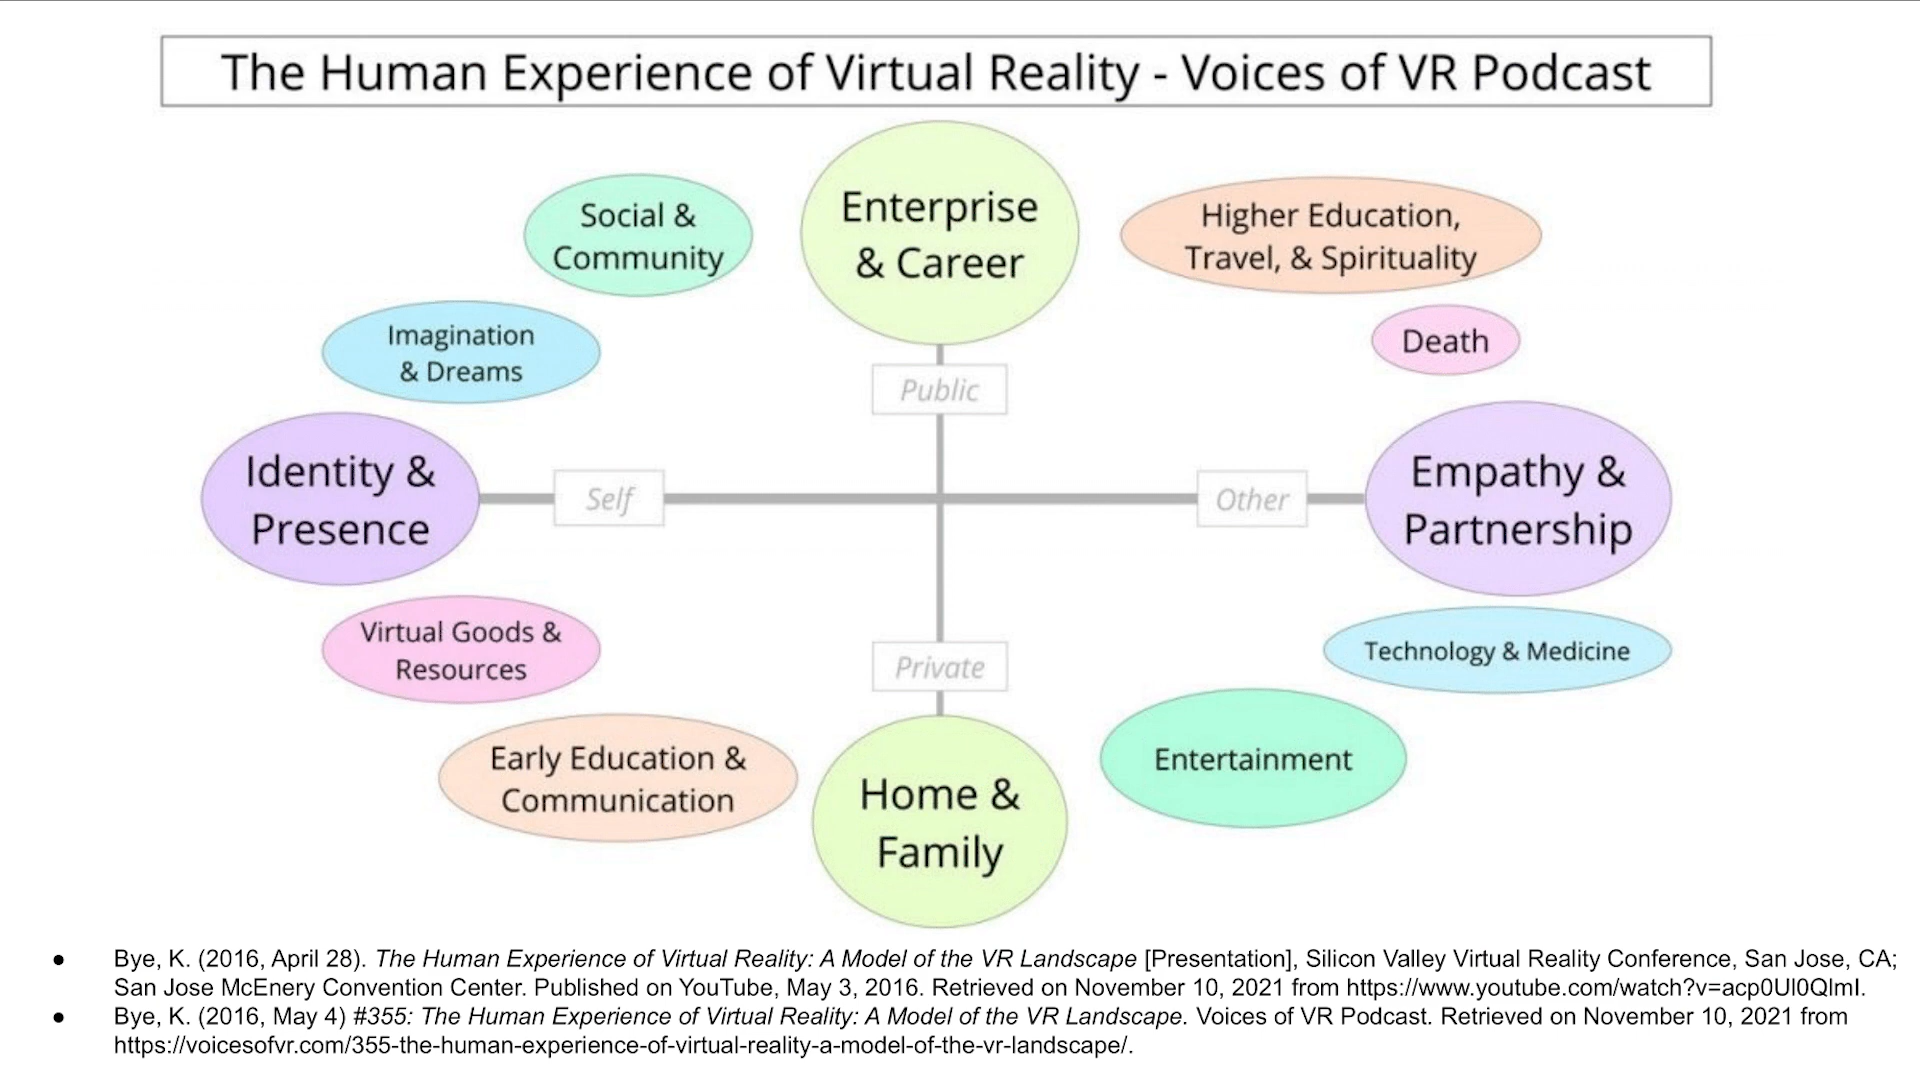 The Human Experience of Virtual Reality - Voices of VR Podcast
Enterprise
& Career
Social &
Community
Higher Education,
Travel, & Spirituality
Imagination
& Dreams
Death
Public
Identity &
Presence
Self
Other
Empathy &
Partnership
Virtual Goods &
Resources
Private
Technology & Medicine
Early Education &
Communication
Home &
Family
Entertainment
● Bye, K. (2016, April 28). The Human Experience of Virtual Reality: A Model of the VR Landscape [Presentation], Silicon Valley Virtual Reality Conference, San Jose, CA;
San Jose McEnery Convention Center. Published on YouTube, May 3, 2016. Retrieved on November 10, 2021 from https://www.youtube.com/watch?v=acp0UI0QlmI.
● Bye, K. (2016, May 4) #355: The Human Experience of Virtual Reality: A Model of the VR Landscape. Voices of VR Podcast. Retrieved on November 10, 2021 from
https://voicesofvr.com/355-the-human-experience-of-virtual-reality-a-model-of-the-vr-landscape/.